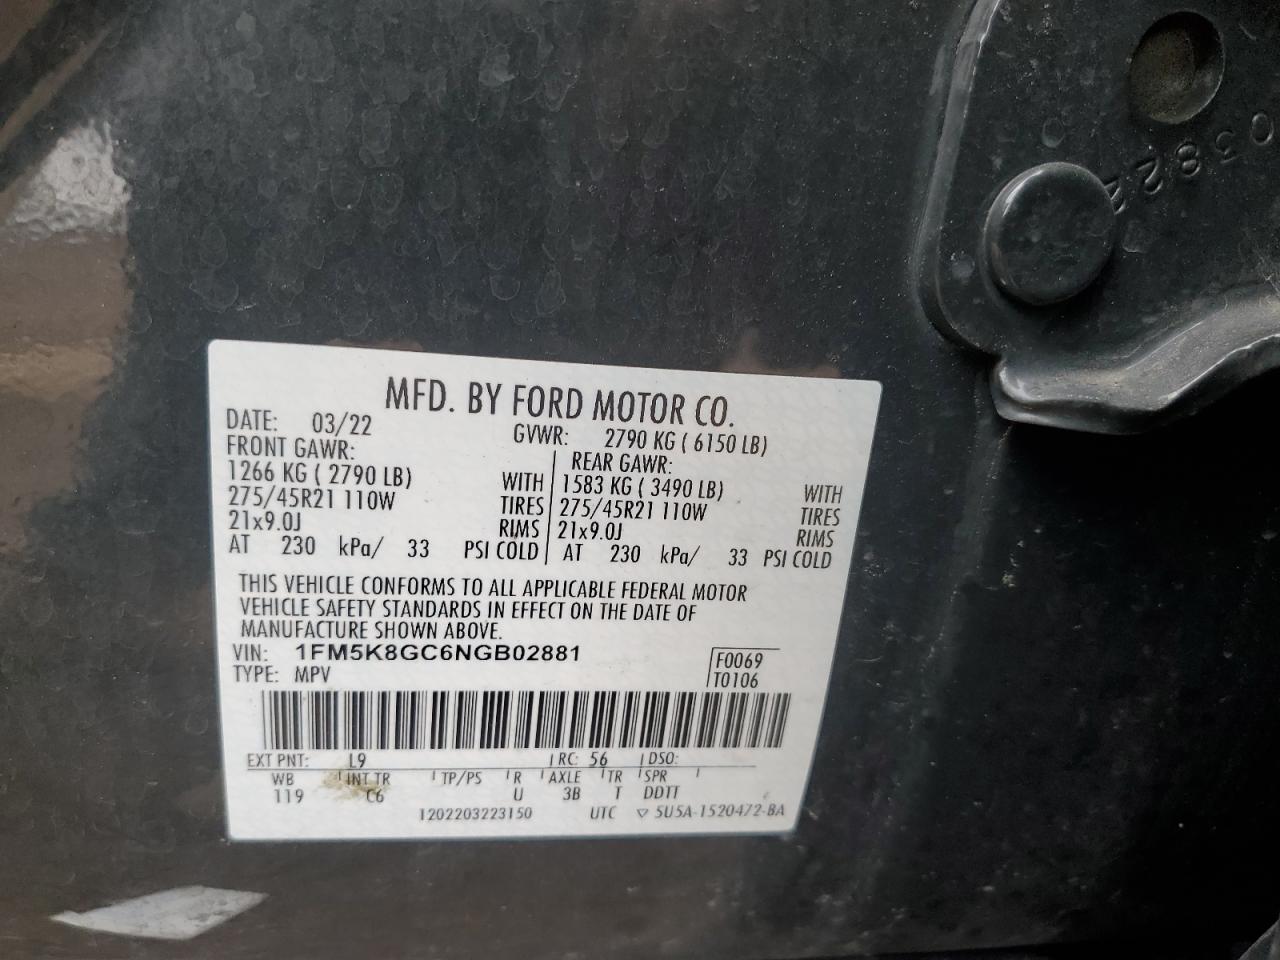 03822
MFD. BY FORD MOTOR CO.
DATE: 03/22 GVWR: 2790 KG ( 6150 LB)
FRONT GAWR: REAR GAWR:
1266 KG ( 2790 LB) WITH 1583 KG ( 3490 LB) WITH
275/45R21 110W TIRES 275/45R21 110W TIRES
21x9.0J RIMS 21x9.0J RIMS
AT 230 kPa/ 33 PSI COLD AT 230 kPa/ 33 PSI COLD
THIS VEHICLE CONFORMS TO ALL APPLICABLE FEDERAL MOTOR
VEHICLE SAFETY STANDARDS IN EFFECT ON THE DATE OF
MANUFACTURE SHOWN ABOVE.
VIN: 1FM5K8GC6NGB02881 F0069
TYPE: MPV T0106
EXT PNT: L9 RC: 56 DSO:
WB INT TR TP/PS R AXLE TR SPR
119 C6 U 3B T DDTT
1202203223150 UTC ▽ 5U5A-1520472-BA